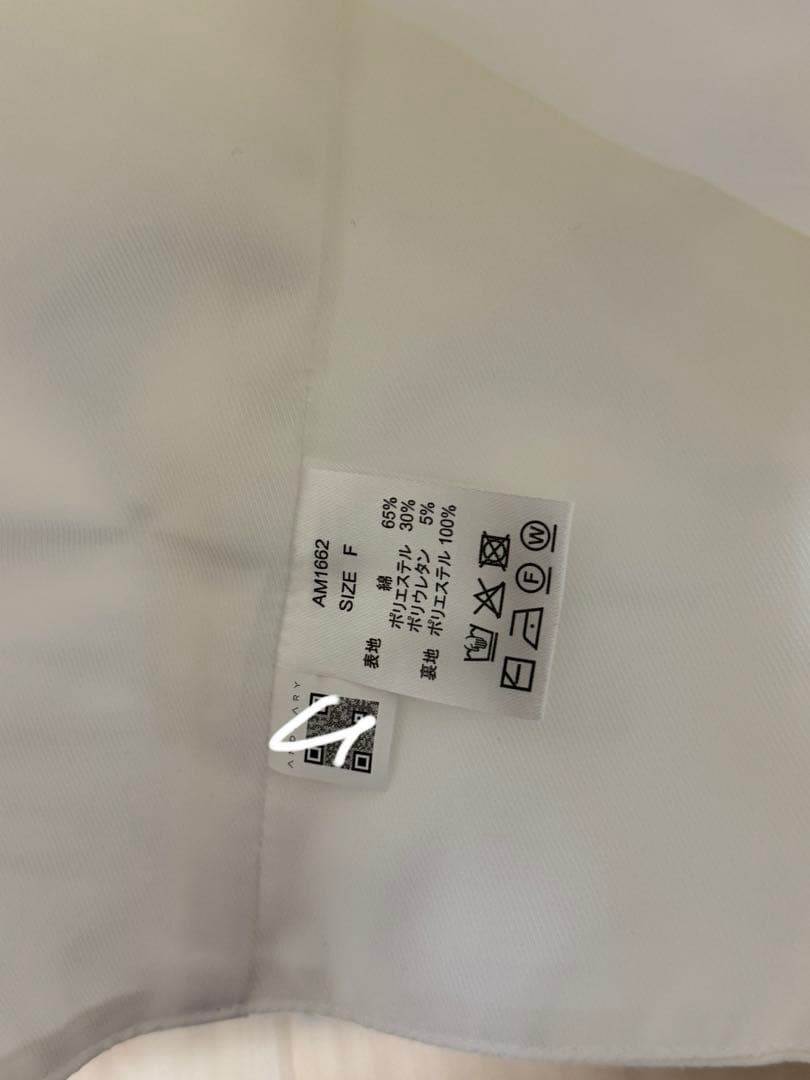 AM1662
SIZE F
表地 綿 65%
ポリエステル 30%
ポリウレタン 5%
裏地 ポリエステル 100%
F W